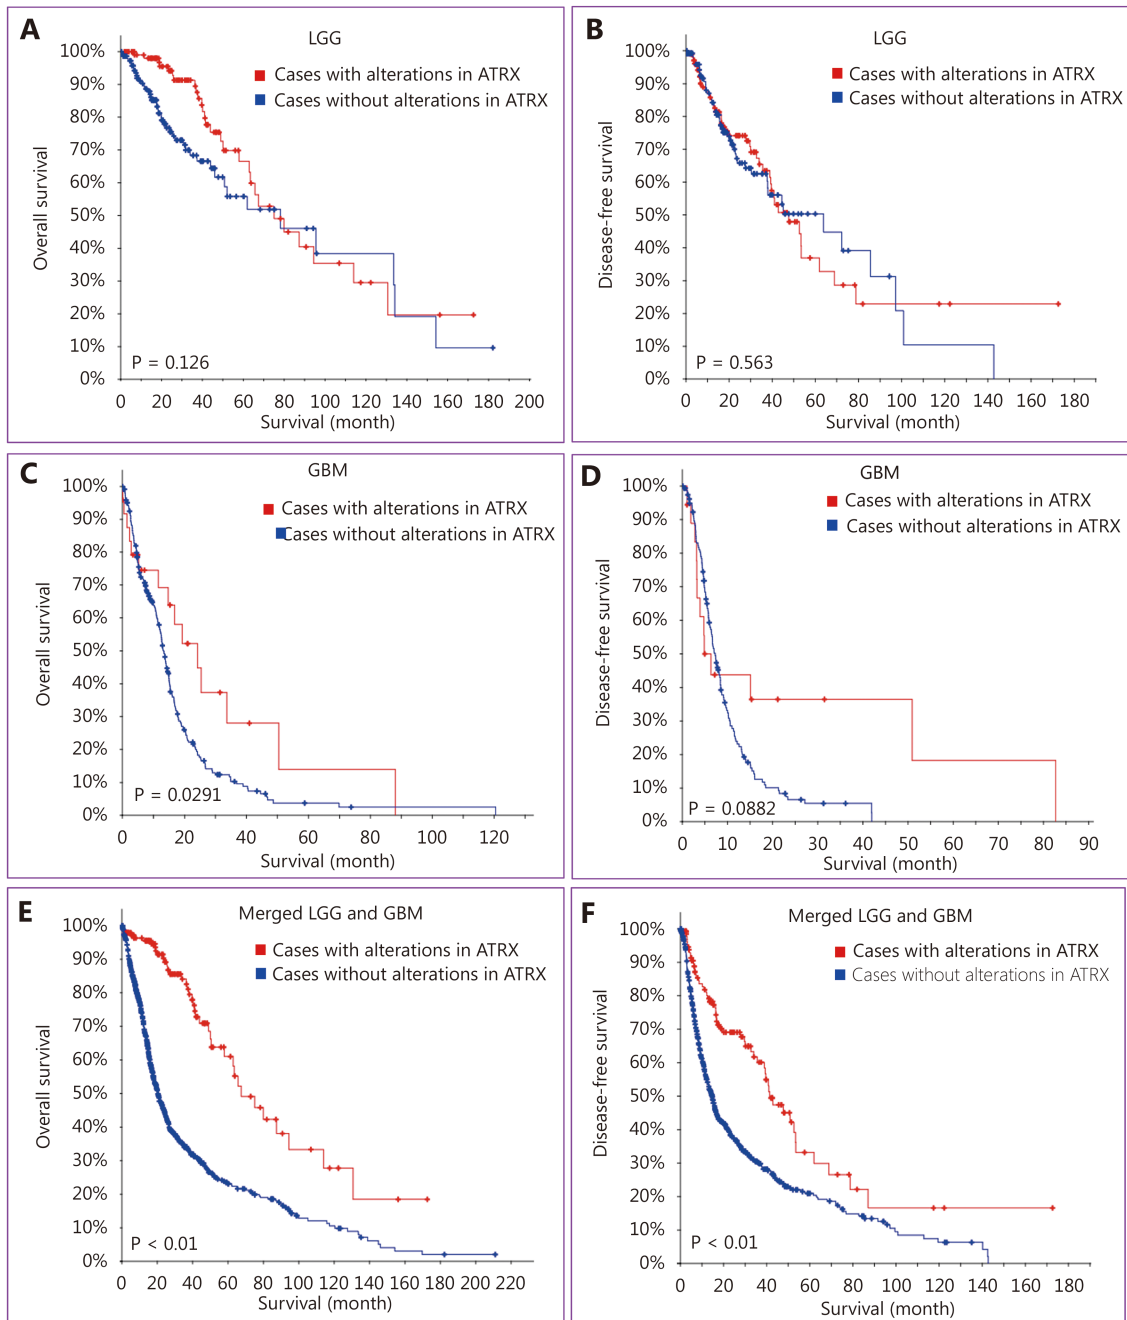 A
LGG
Cases with alterations in ATRX
Cases without alterations in ATRX
Overall survival
100%
90%
80%
70%
60%
50%
40%
30%
20%
10%
0%
P = 0.126
0 20 40 60 80 100 120 140 160 180 200
Survival (month)
B
LGG
Cases with alterations in ATRX
Cases without alterations in ATRX
Disease-free survival
100%
90%
80%
70%
60%
50%
40%
30%
20%
10%
0%
P = 0.563
0 20 40 60 80 100 120 140 160 180
Survival (month)
C
GBM
Cases with alterations in ATRX
Cases without alterations in ATRX
Overall survival
100%
90%
80%
70%
60%
50%
40%
30%
20%
10%
0%
P = 0.0291
0 20 40 60 80 100 120
Survival (month)
D
GBM
Cases with alterations in ATRX
Cases without alterations in ATRX
Disease-free survival
100%
90%
80%
70%
60%
50%
40%
30%
20%
10%
0%
P = 0.0882
0 10 20 30 40 50 60 70 80 90
Survival (month)
E
Merged LGG and GBM
Cases with alterations in ATRX
Cases without alterations in ATRX
Overall survival
100%
90%
80%
70%
60%
50%
40%
30%
20%
10%
0%
P < 0.01
0 20 40 60 80 100 120 140 160 180 200 220
Survival (month)
F
Merged LGG and GBM
Cases with alterations in ATRX
Cases without alterations in ATRX
Disease-free survival
100%
90%
80%
70%
60%
50%
40%
30%
20%
10%
0%
P < 0.01
0 20 40 60 80 100 120 140 160 180
Survival (month)